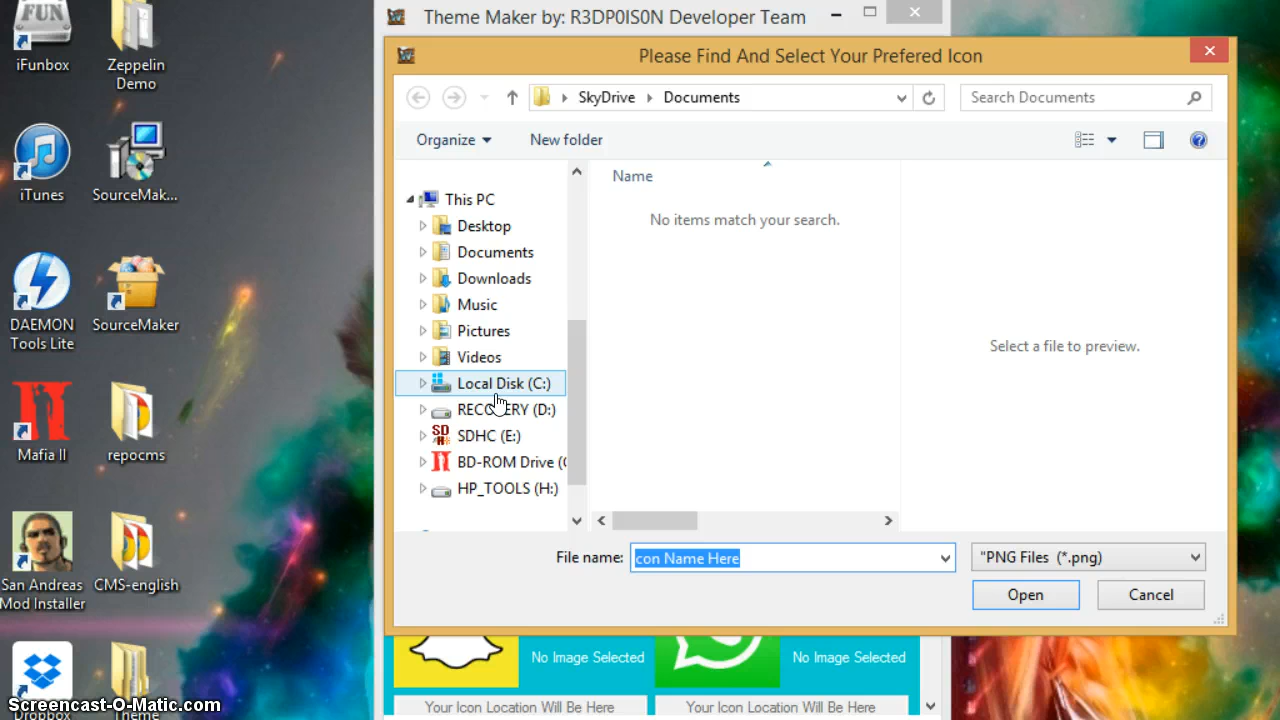 iFunbox
Zeppelin
Demo
iTunes
SourceMak...
DAEMON
Tools Lite
SourceMaker
Mafia II
repocms
San Andreas
Mod Installer
CMS-english
Dropbox
Theme
Theme Maker by: R3DP0IS0N Developer Team
Please Find And Select Your Prefered Icon
SkyDrive
Documents
Search Documents
Organize
New folder
This PC
Desktop
Documents
Downloads
Music
Pictures
Videos
Local Disk (C:)
RECOVERY (D:)
SDHC (E:)
BD-ROM Drive (
HP_TOOLS (H:)
Name
No items match your search.
Select a file to preview.
File name:
con Name Here
"PNG Files (*.png)
Open
Cancel
No Image Selected
No Image Selected
Your Icon Location Will Be Here
Your Icon Location Will Be Here
Screencast-O-Matic.com